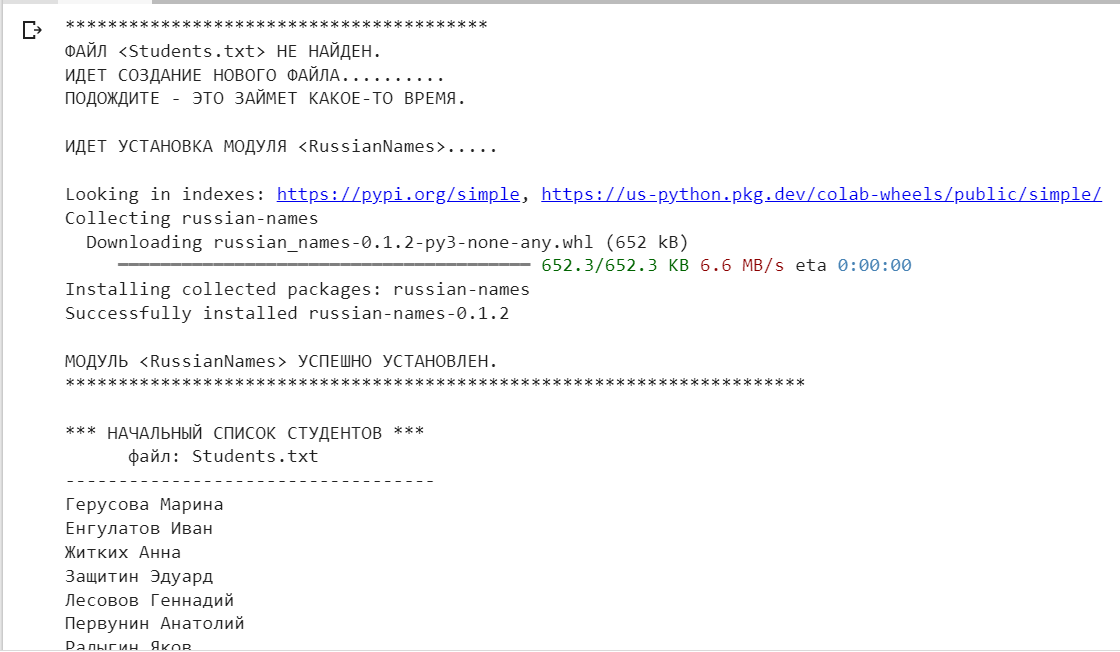 **************************************
ФАЙЛ <Students.txt> НЕ НАЙДЕН.
ИДЕТ СОЗДАНИЕ НОВОГО ФАЙЛА..........
ПОДОЖДИТЕ - ЭТО ЗАЙМЕТ КАКОЕ-ТО ВРЕМЯ.
ИДЕТ УСТАНОВКА МОДУЛЯ <RussianNames>.....
Looking in indexes: https://pypi.org/simple, https://us-python.pkg.dev/colab-wheels/public/simple/
Collecting russian-names
Downloading russian_names-0.1.2-py3-none-any.whl (652 kB)
652.3/652.3 KB 6.6 MB/s eta 0:00:00
Installing collected packages: russian-names
Successfully installed russian-names-0.1.2
МОДУЛЬ <RussianNames> УСПЕШНО УСТАНОВЛЕН.
**********************************************************************
*** НАЧАЛЬНЫЙ СПИСОК СТУДЕНТОВ ***
файл: Students.txt
-----------------------------------
Герусова Марина
Енгулатов Иван
Житких Анна
Защитин Эдуард
Лесовов Геннадий
Первунин Анатолий
Ралыгин Яков